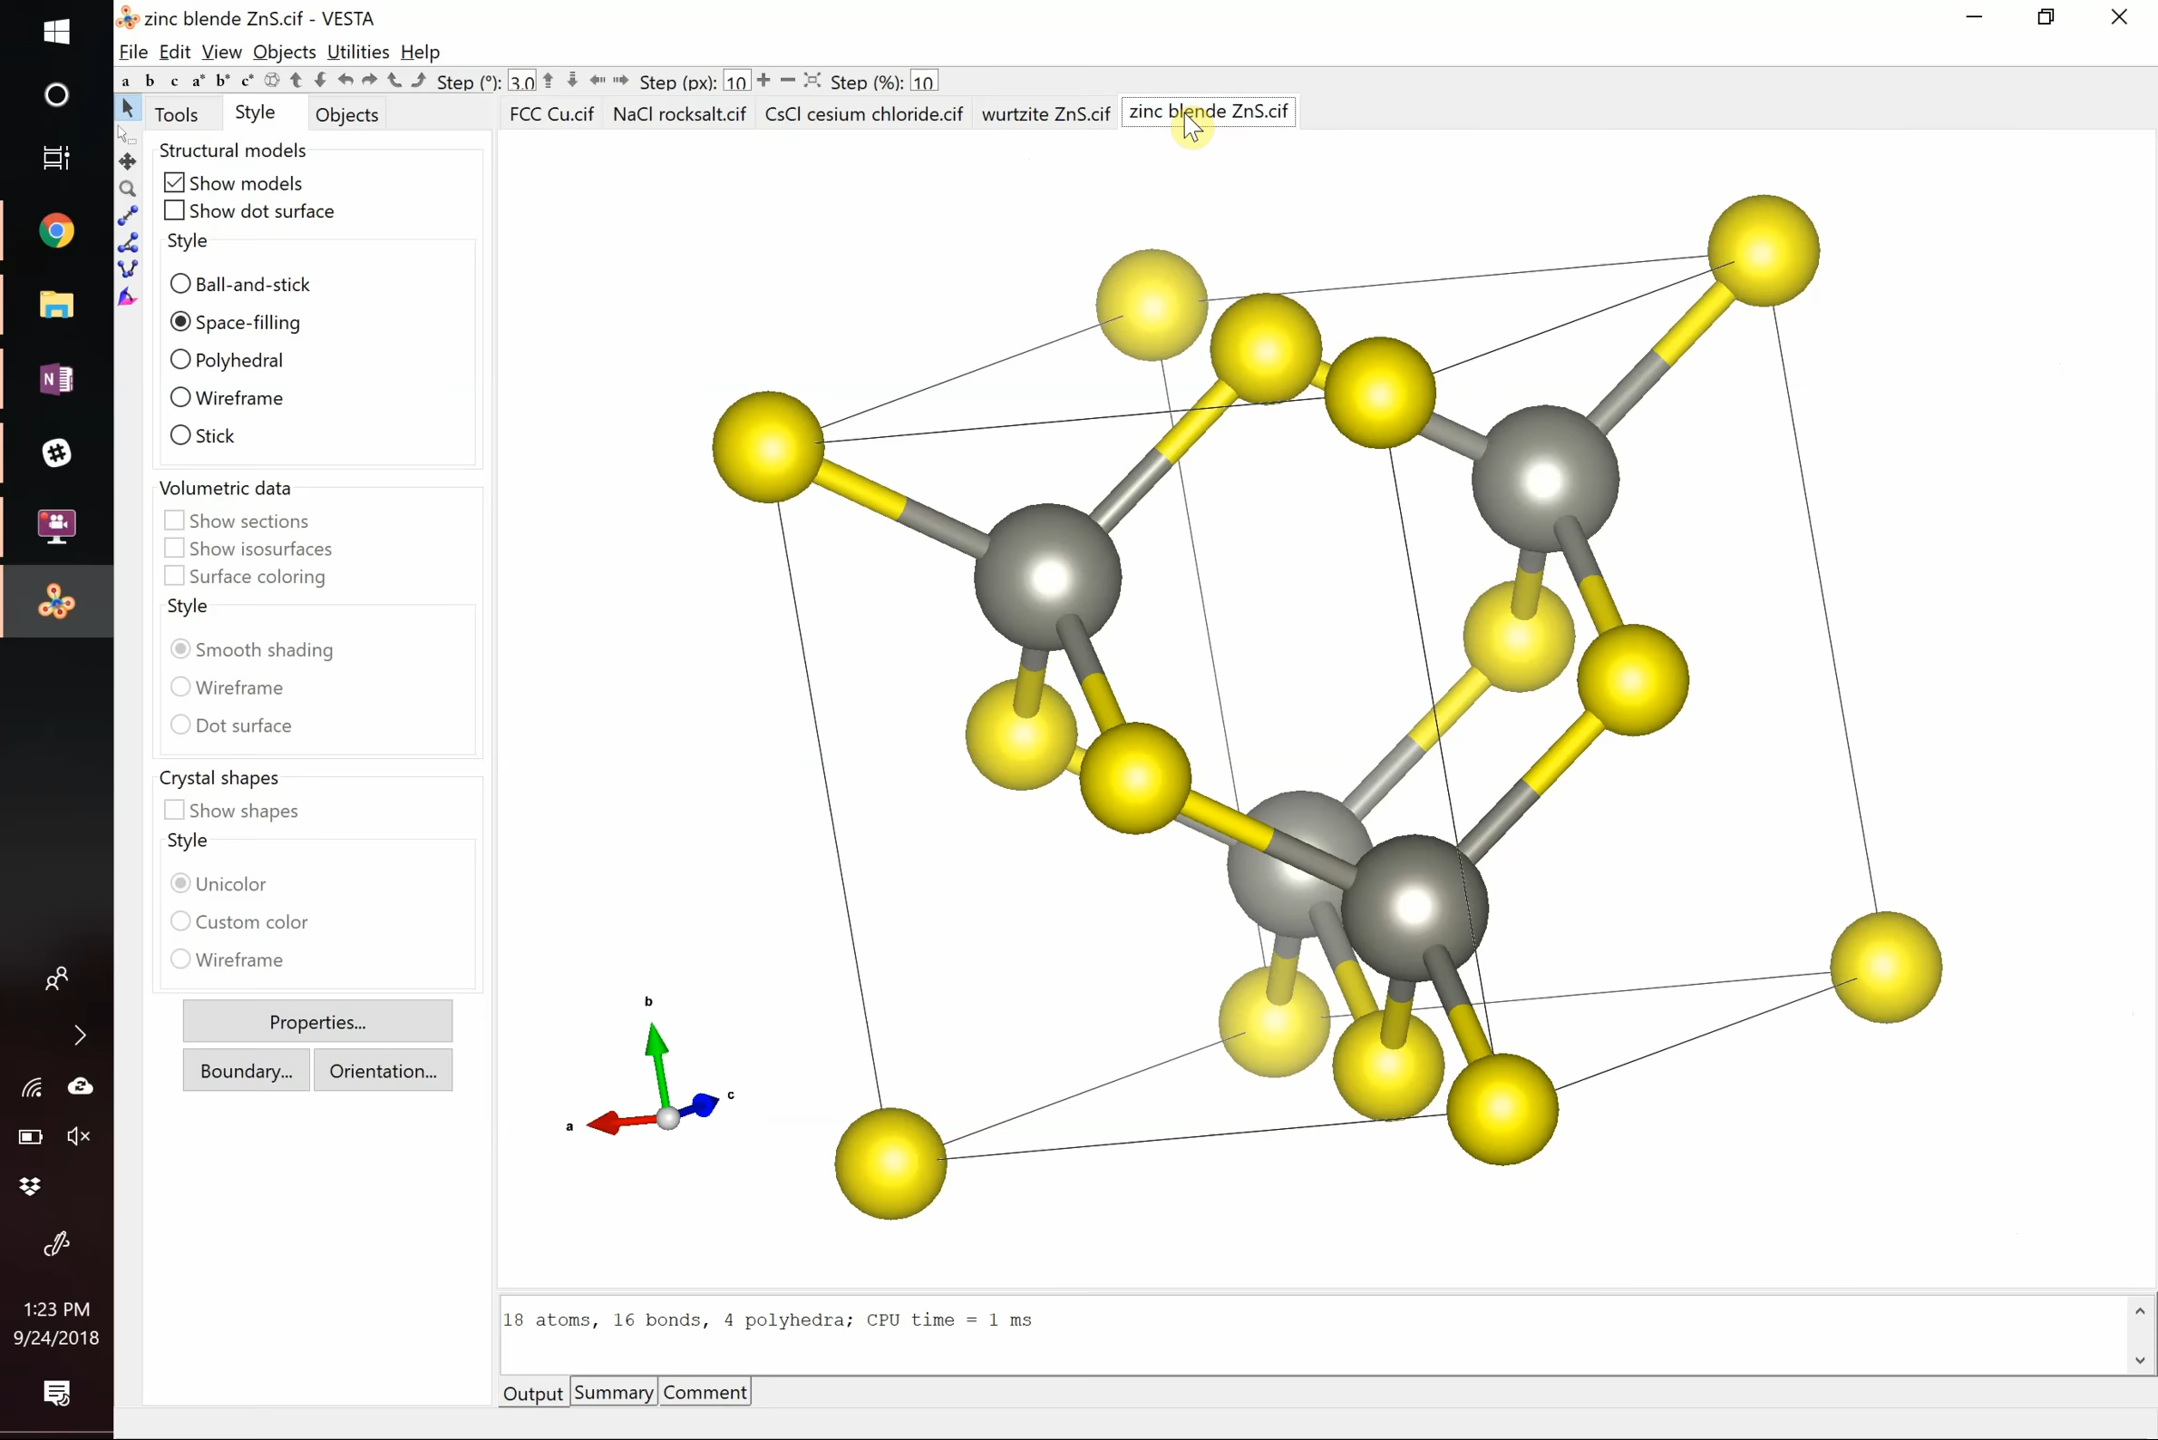 zinc blende ZnS.cif - VESTA
File Edit View Objects Utilities Help
a b c a* b* c* Step (°): 3.0 Step (px): 10 Step (%): 10
Tools Style Objects
FCC Cu.cif NaCl rocksalt.cif CsCl cesium chloride.cif wurtzite ZnS.cif zinc blende ZnS.cif
Structural models
Show models
Show dot surface
Style
Ball-and-stick
Space-filling
Polyhedral
Wireframe
Stick
Volumetric data
Show sections
Show isosurfaces
Surface coloring
Style
Smooth shading
Wireframe
Dot surface
Crystal shapes
Show shapes
Style
Unicolor
Custom color
Wireframe
Properties...
Boundary... Orientation...
b
c
a
N
1:23 PM
9/24/2018
18 atoms, 16 bonds, 4 polyhedra; CPU time = 1 ms
Output Summary Comment